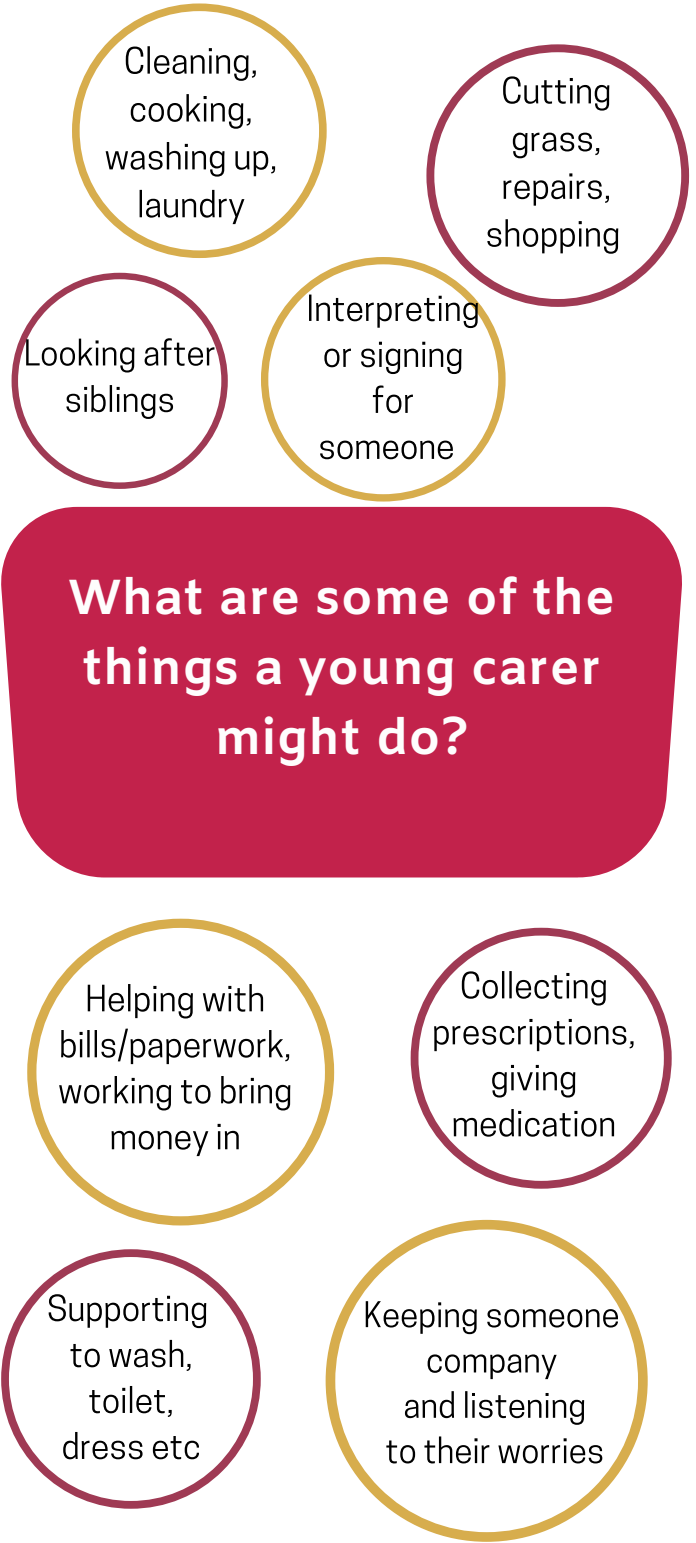 Cleaning,
cooking,
washing up,
laundry
Cutting
grass,
repairs,
shopping
Looking after
siblings
Interpreting
or signing
for
someone
What are some of the
things a young carer
might do?
Helping with
bills/paperwork,
working to bring
money in
Collecting
prescriptions,
giving
medication
Supporting
to wash,
toilet,
dress etc
Keeping someone
company
and listening
to their worries